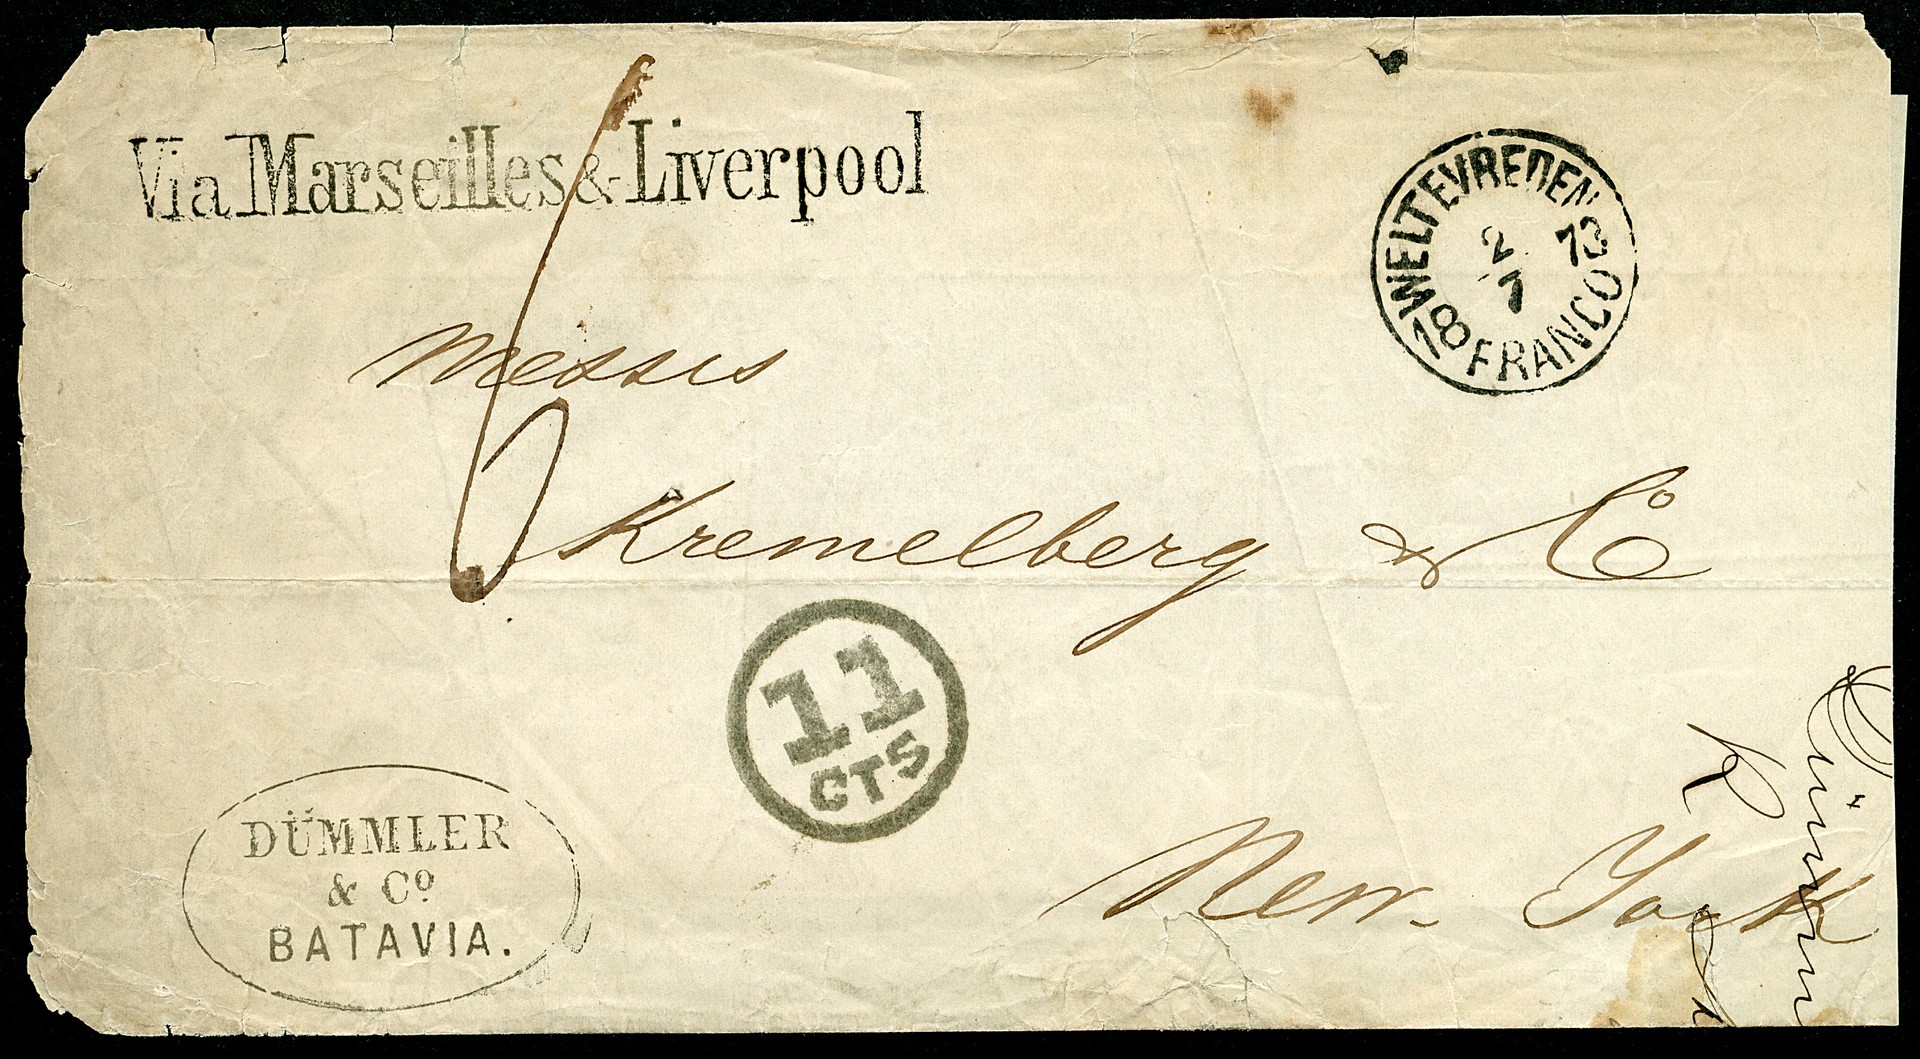 Via Marseilles & Liverpool
WELTEVREDEN
2 73
7
18 FRANCO
6
Messrs
Kremelberg & Co
11
CTS
New-York
DÜMMLER
& Co
BATAVIA.